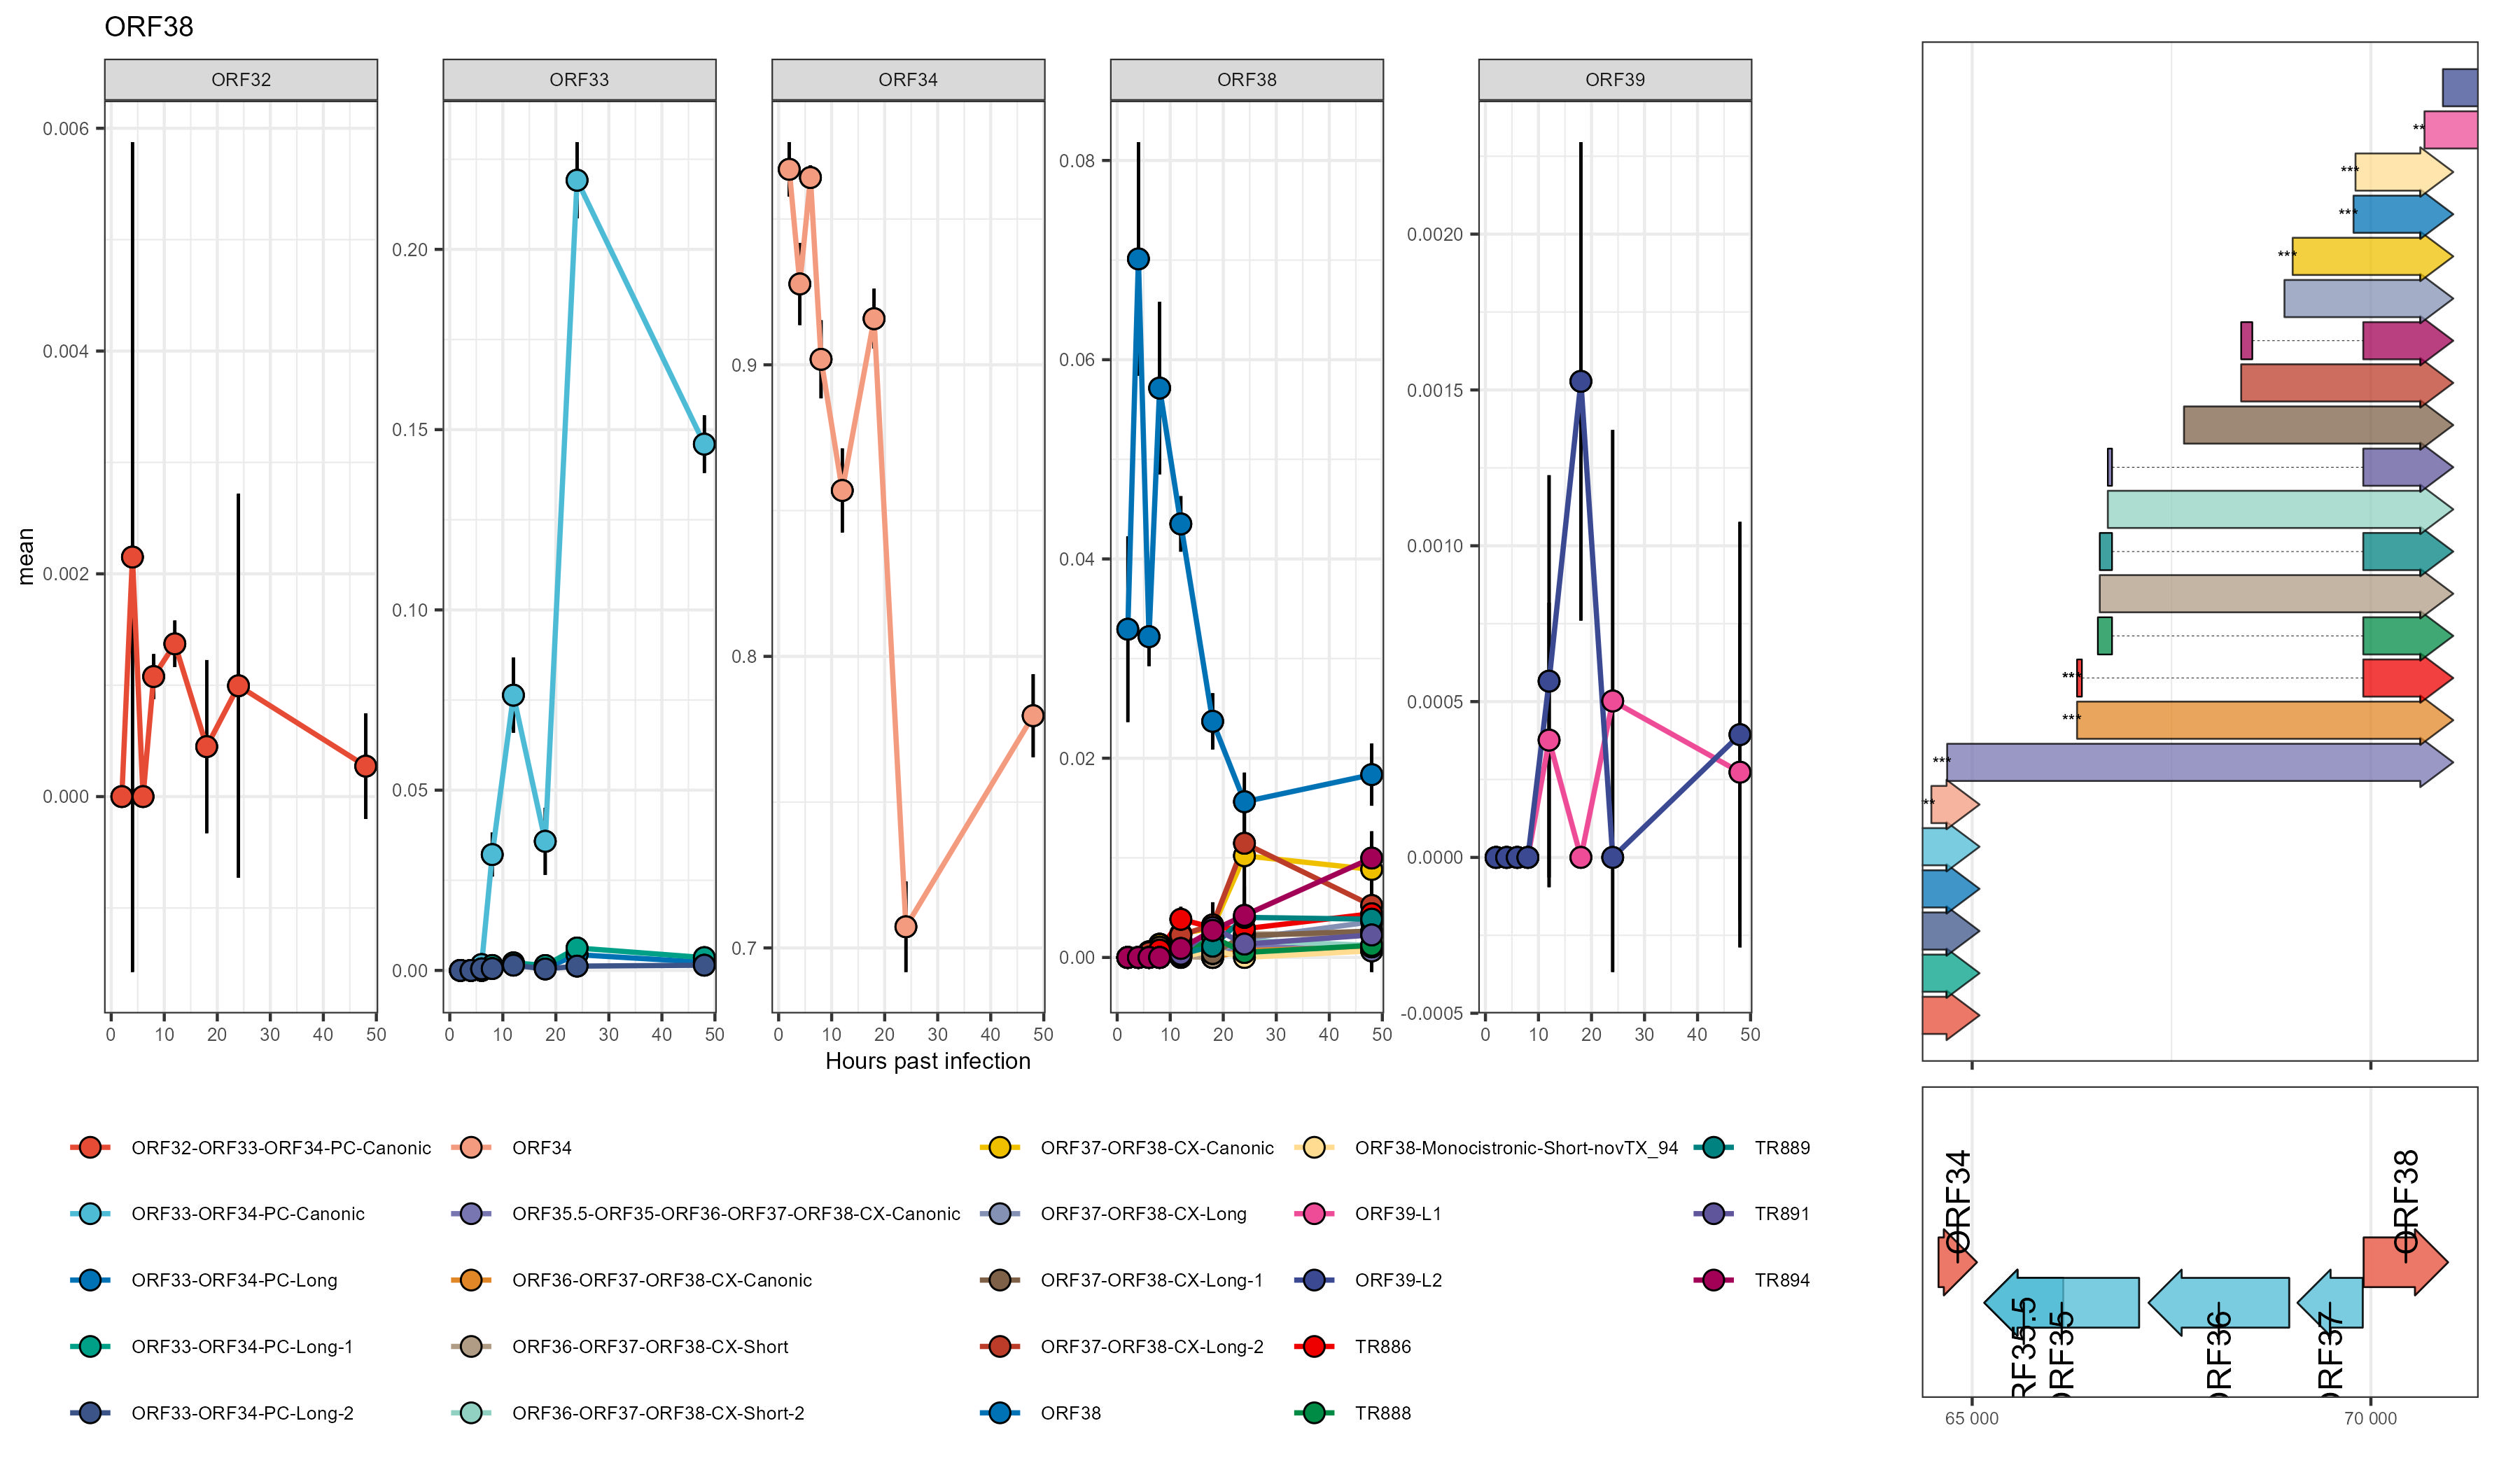 ORF38
ORF32 ORF33 ORF34 ORF38 ORF39
mean
0.006
0.004
0.002
0.000
0.20
0.15
0.10
0.05
0.00
0.9
0.8
0.7
0.08
0.06
0.04
0.02
0.00
0.0020
0.0015
0.0010
0.0005
0.0000
-0.0005
0 10 20 30 40 50
0 10 20 30 40 50
0 10 20 30 40 50
0 10 20 30 40 50
0 10 20 30 40 50
Hours past infection
**
***
***
***
***
***
***
**
ORF34
ORF38
RF35.5
ORF35
ORF36
ORF37
65 000 70 000
ORF32-ORF33-ORF34-PC-Canonic
ORF33-ORF34-PC-Canonic
ORF33-ORF34-PC-Long
ORF33-ORF34-PC-Long-1
ORF33-ORF34-PC-Long-2
ORF34
ORF35.5-ORF35-ORF36-ORF37-ORF38-CX-Canonic
ORF36-ORF37-ORF38-CX-Canonic
ORF36-ORF37-ORF38-CX-Short
ORF36-ORF37-ORF38-CX-Short-2
ORF37-ORF38-CX-Canonic
ORF37-ORF38-CX-Long
ORF37-ORF38-CX-Long-1
ORF37-ORF38-CX-Long-2
ORF38
ORF38-Monocistronic-Short-novTX_94
ORF39-L1
ORF39-L2
TR886
TR888
TR889
TR891
TR894